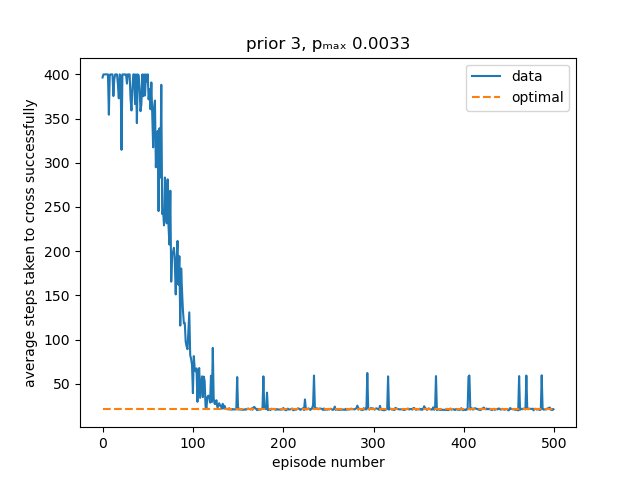 prior 3, pₘₐₓ 0.0033
400
350
300
250
200
150
100
50
average steps taken to cross successfully
data
optimal
0
100
200
300
400
500
episode number